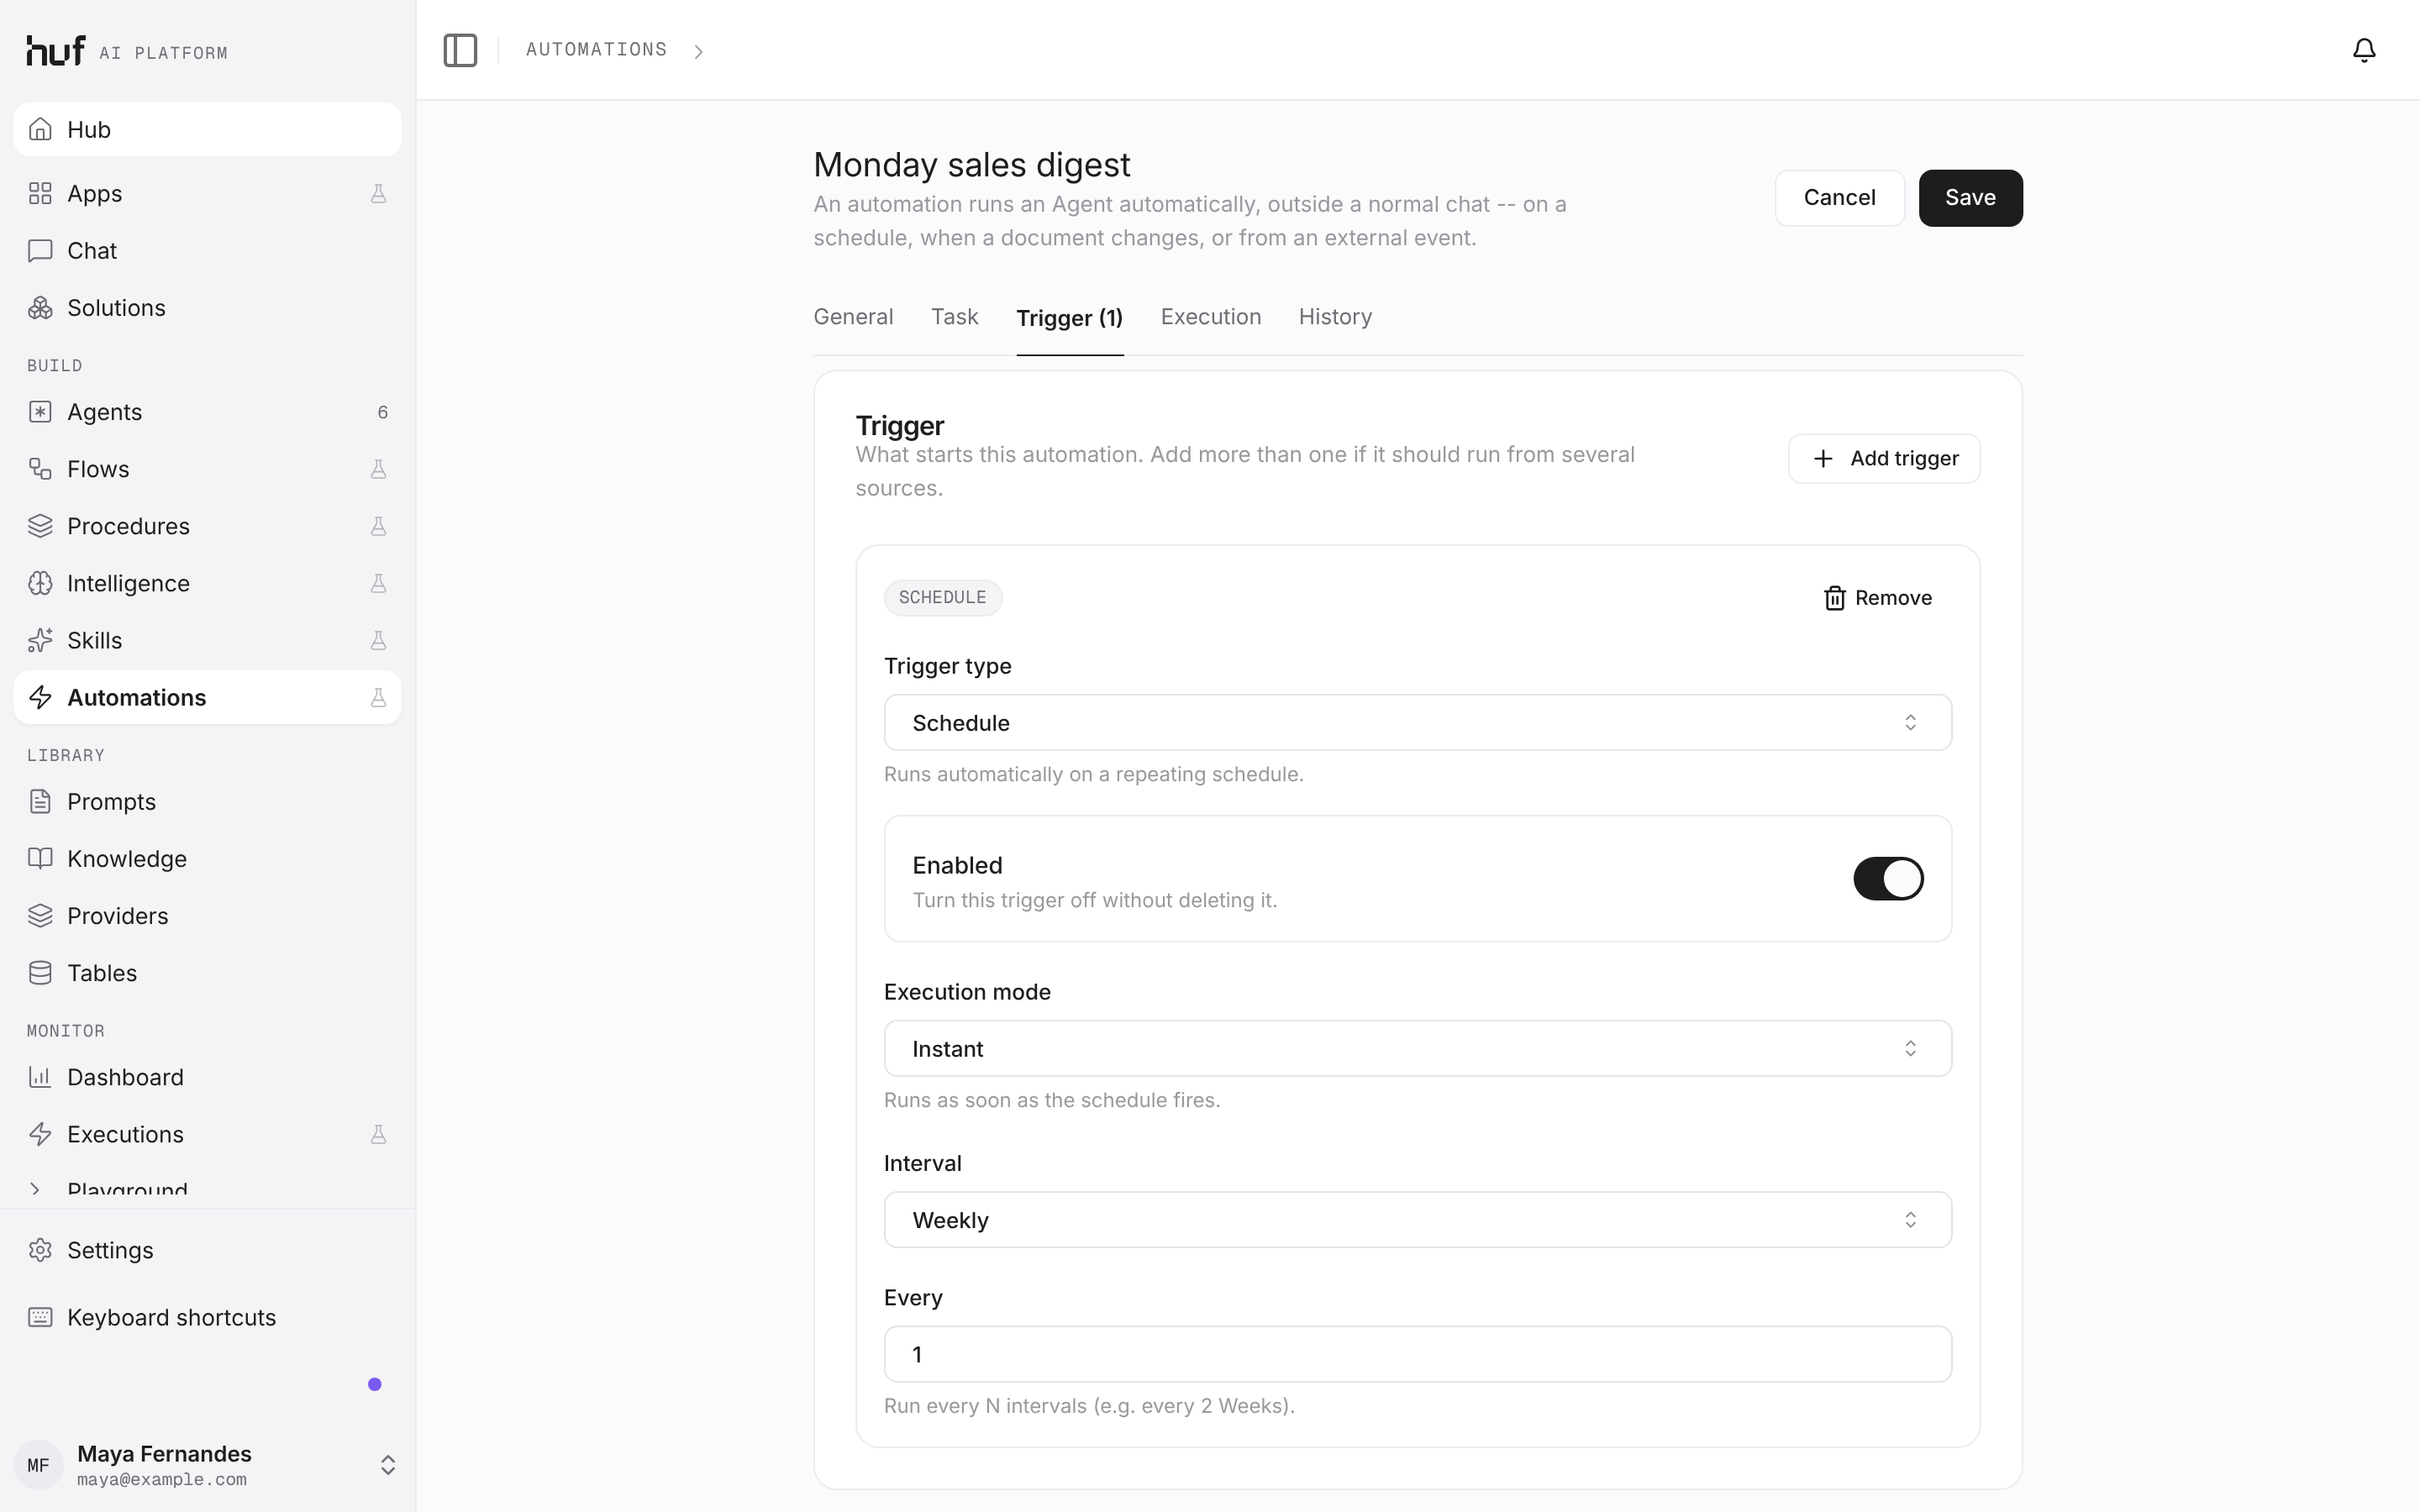 huf AI PLATFORM
Hub
Apps
Chat
Solutions
BUILD
Agents 6
Flows
Procedures
Intelligence
Skills
Automations
LIBRARY
Prompts
Knowledge
Providers
Tables
MONITOR
Dashboard
Executions
Playground
Settings
Keyboard shortcuts
MF
Maya Fernandes
maya@example.com
AUTOMATIONS
Monday sales digest
An automation runs an Agent automatically, outside a normal chat -- on a
schedule, when a document changes, or from an external event.
Cancel
Save
General Task Trigger (1) Execution History
Trigger
What starts this automation. Add more than one if it should run from several
sources.
Add trigger
SCHEDULE
Remove
Trigger type
Schedule
Runs automatically on a repeating schedule.
Enabled
Turn this trigger off without deleting it.
Execution mode
Instant
Runs as soon as the schedule fires.
Interval
Weekly
Every
1
Run every N intervals (e.g. every 2 Weeks).